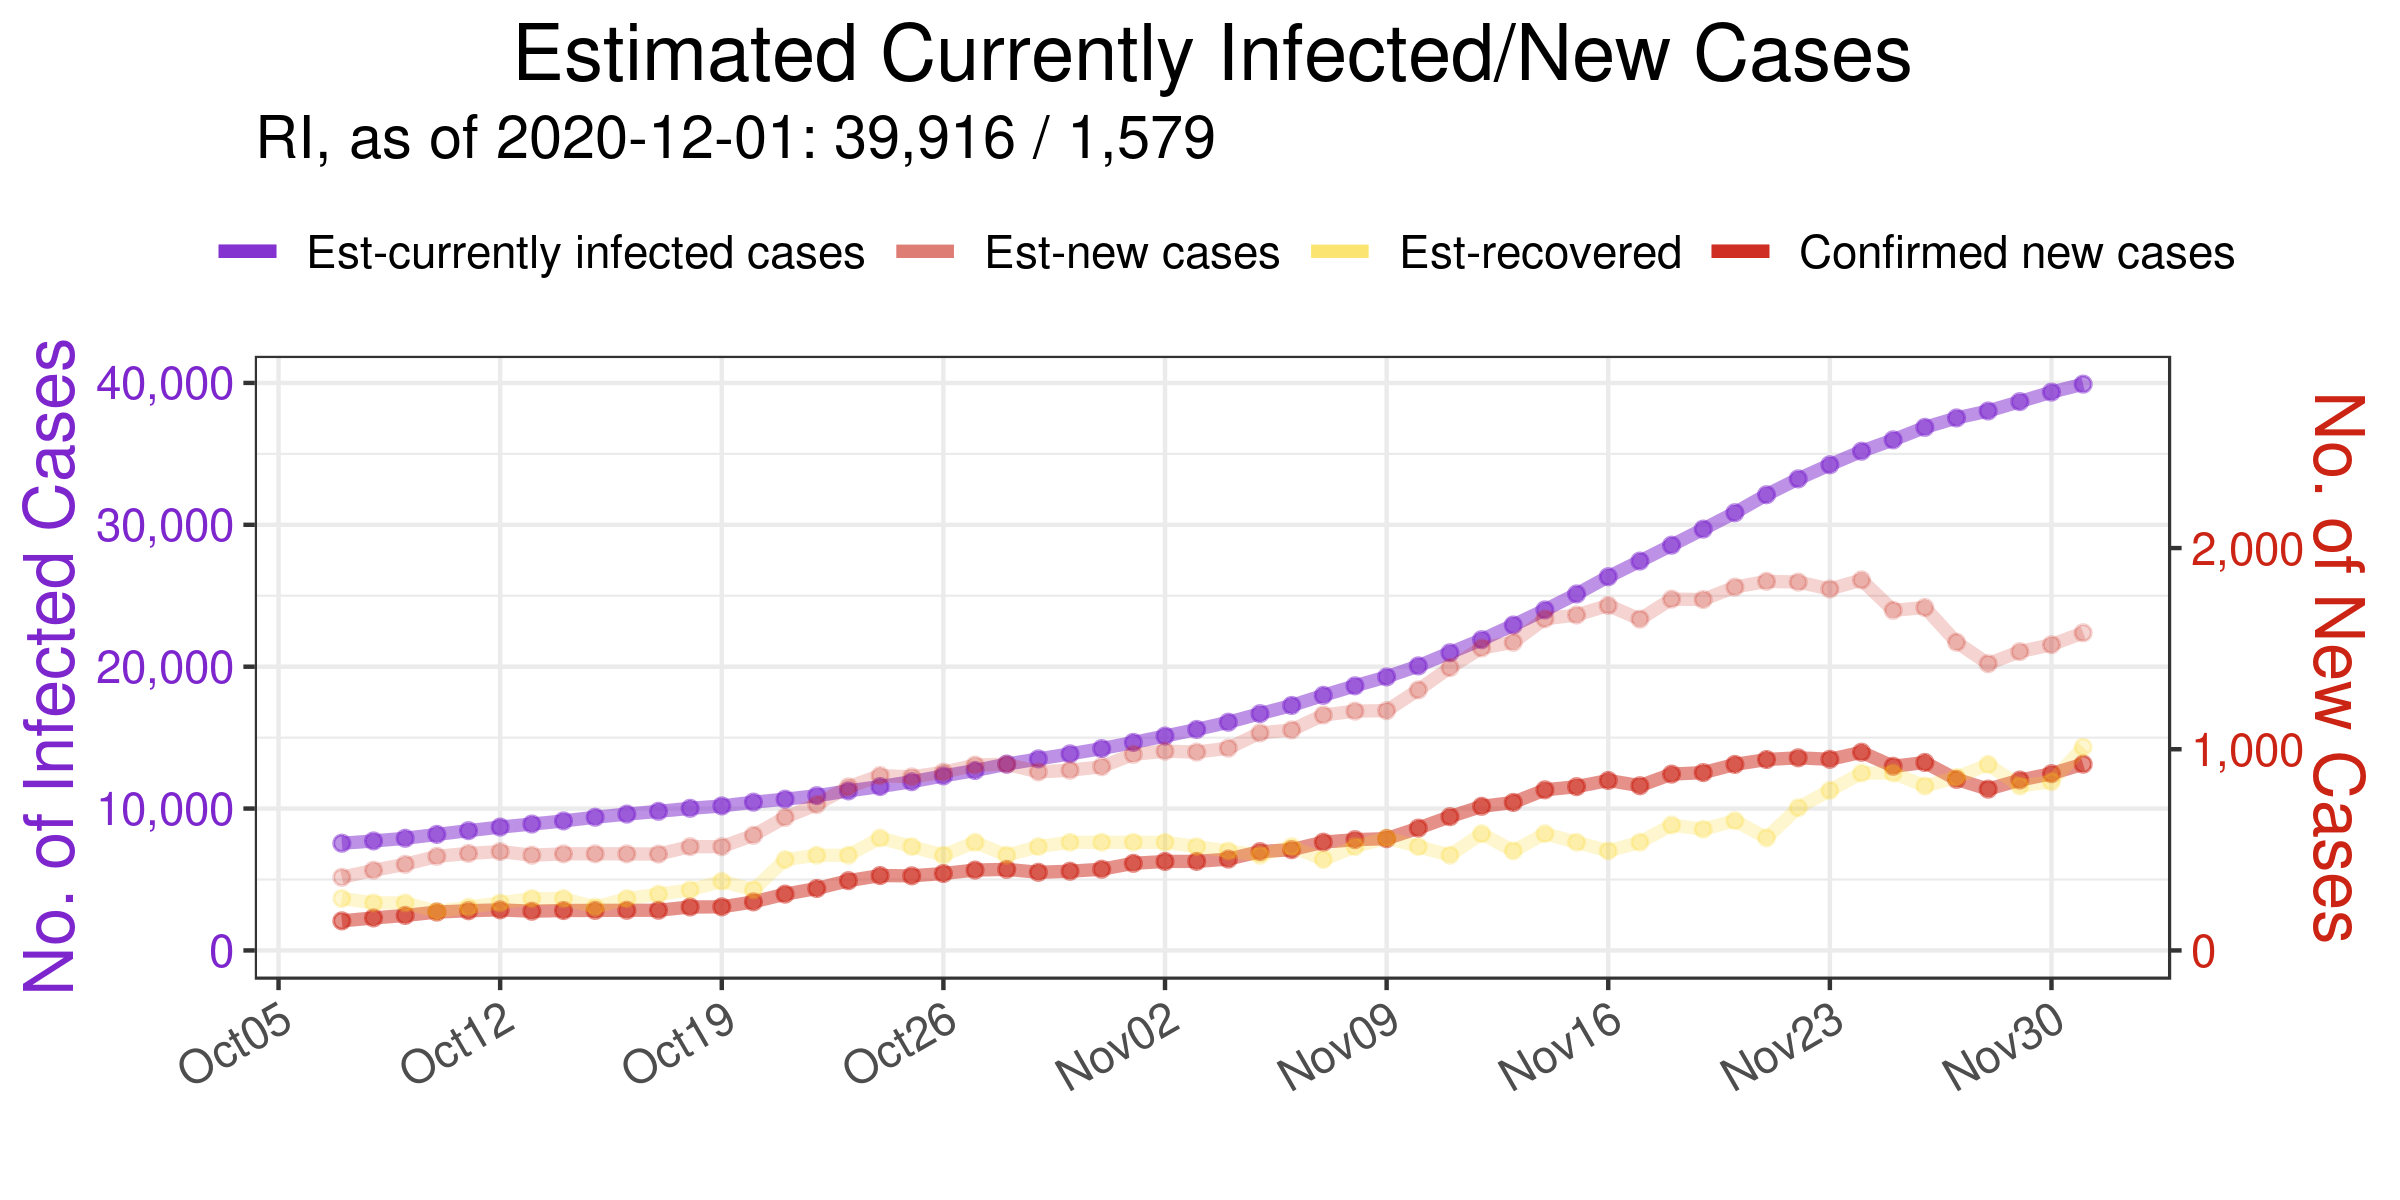 Estimated Currently Infected/New Cases
RI, as of 2020-12-01: 39,916 / 1,579
Est-currently infected cases Est-new cases Est-recovered Confirmed new cases
No. of Infected Cases
40,000
30,000
20,000
10,000
0
2,000
1,000
0
No. of New Cases
Oct05 Oct12 Oct19 Oct26 Nov02 Nov09 Nov16 Nov23 Nov30